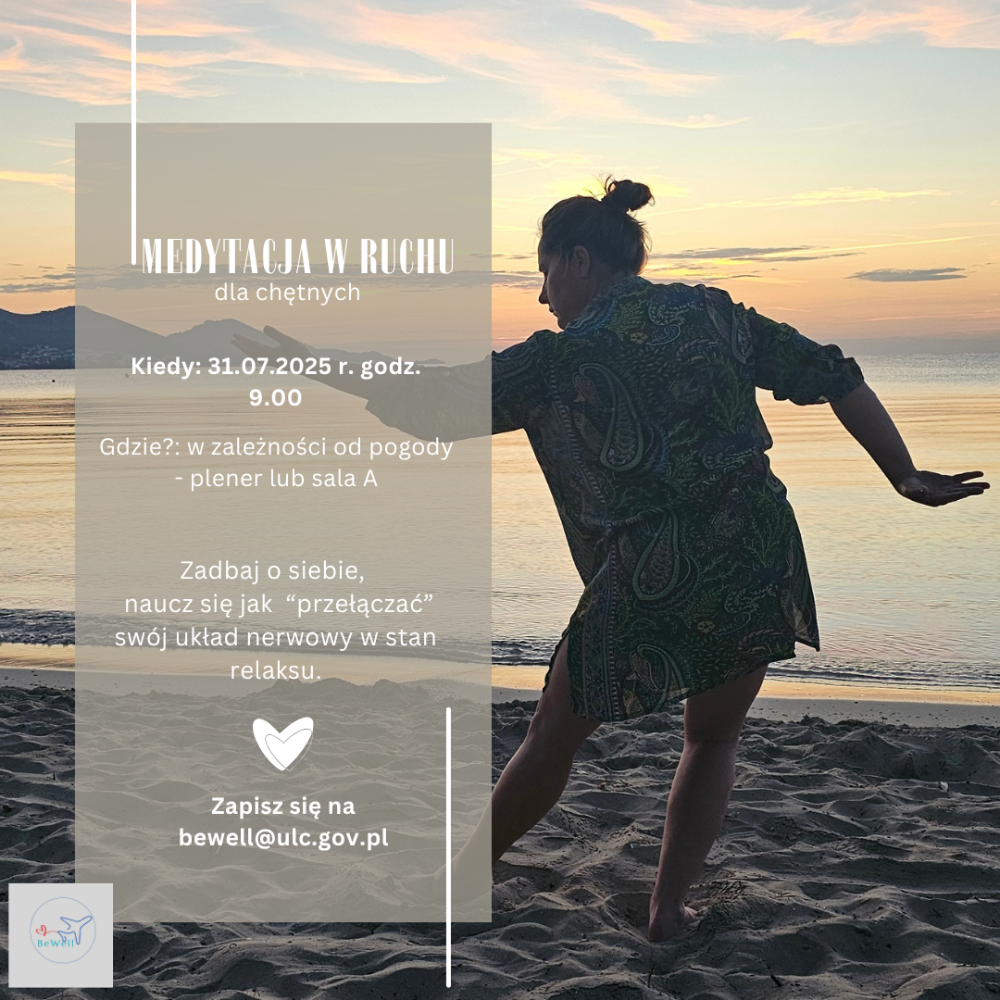 MEDYTACJA W RUCHU
dla chętnych
Kiedy: 31.07.2025 r. godz.
9.00
Gdzie?: w zależności od pogody
- plener lub sala A
Zadbaj o siebie,
naucz się jak “przełączać”
swój układ nerwowy w stan
relaksu.
Zapisz się na
bewell@ulc.gov.pl
BeWell